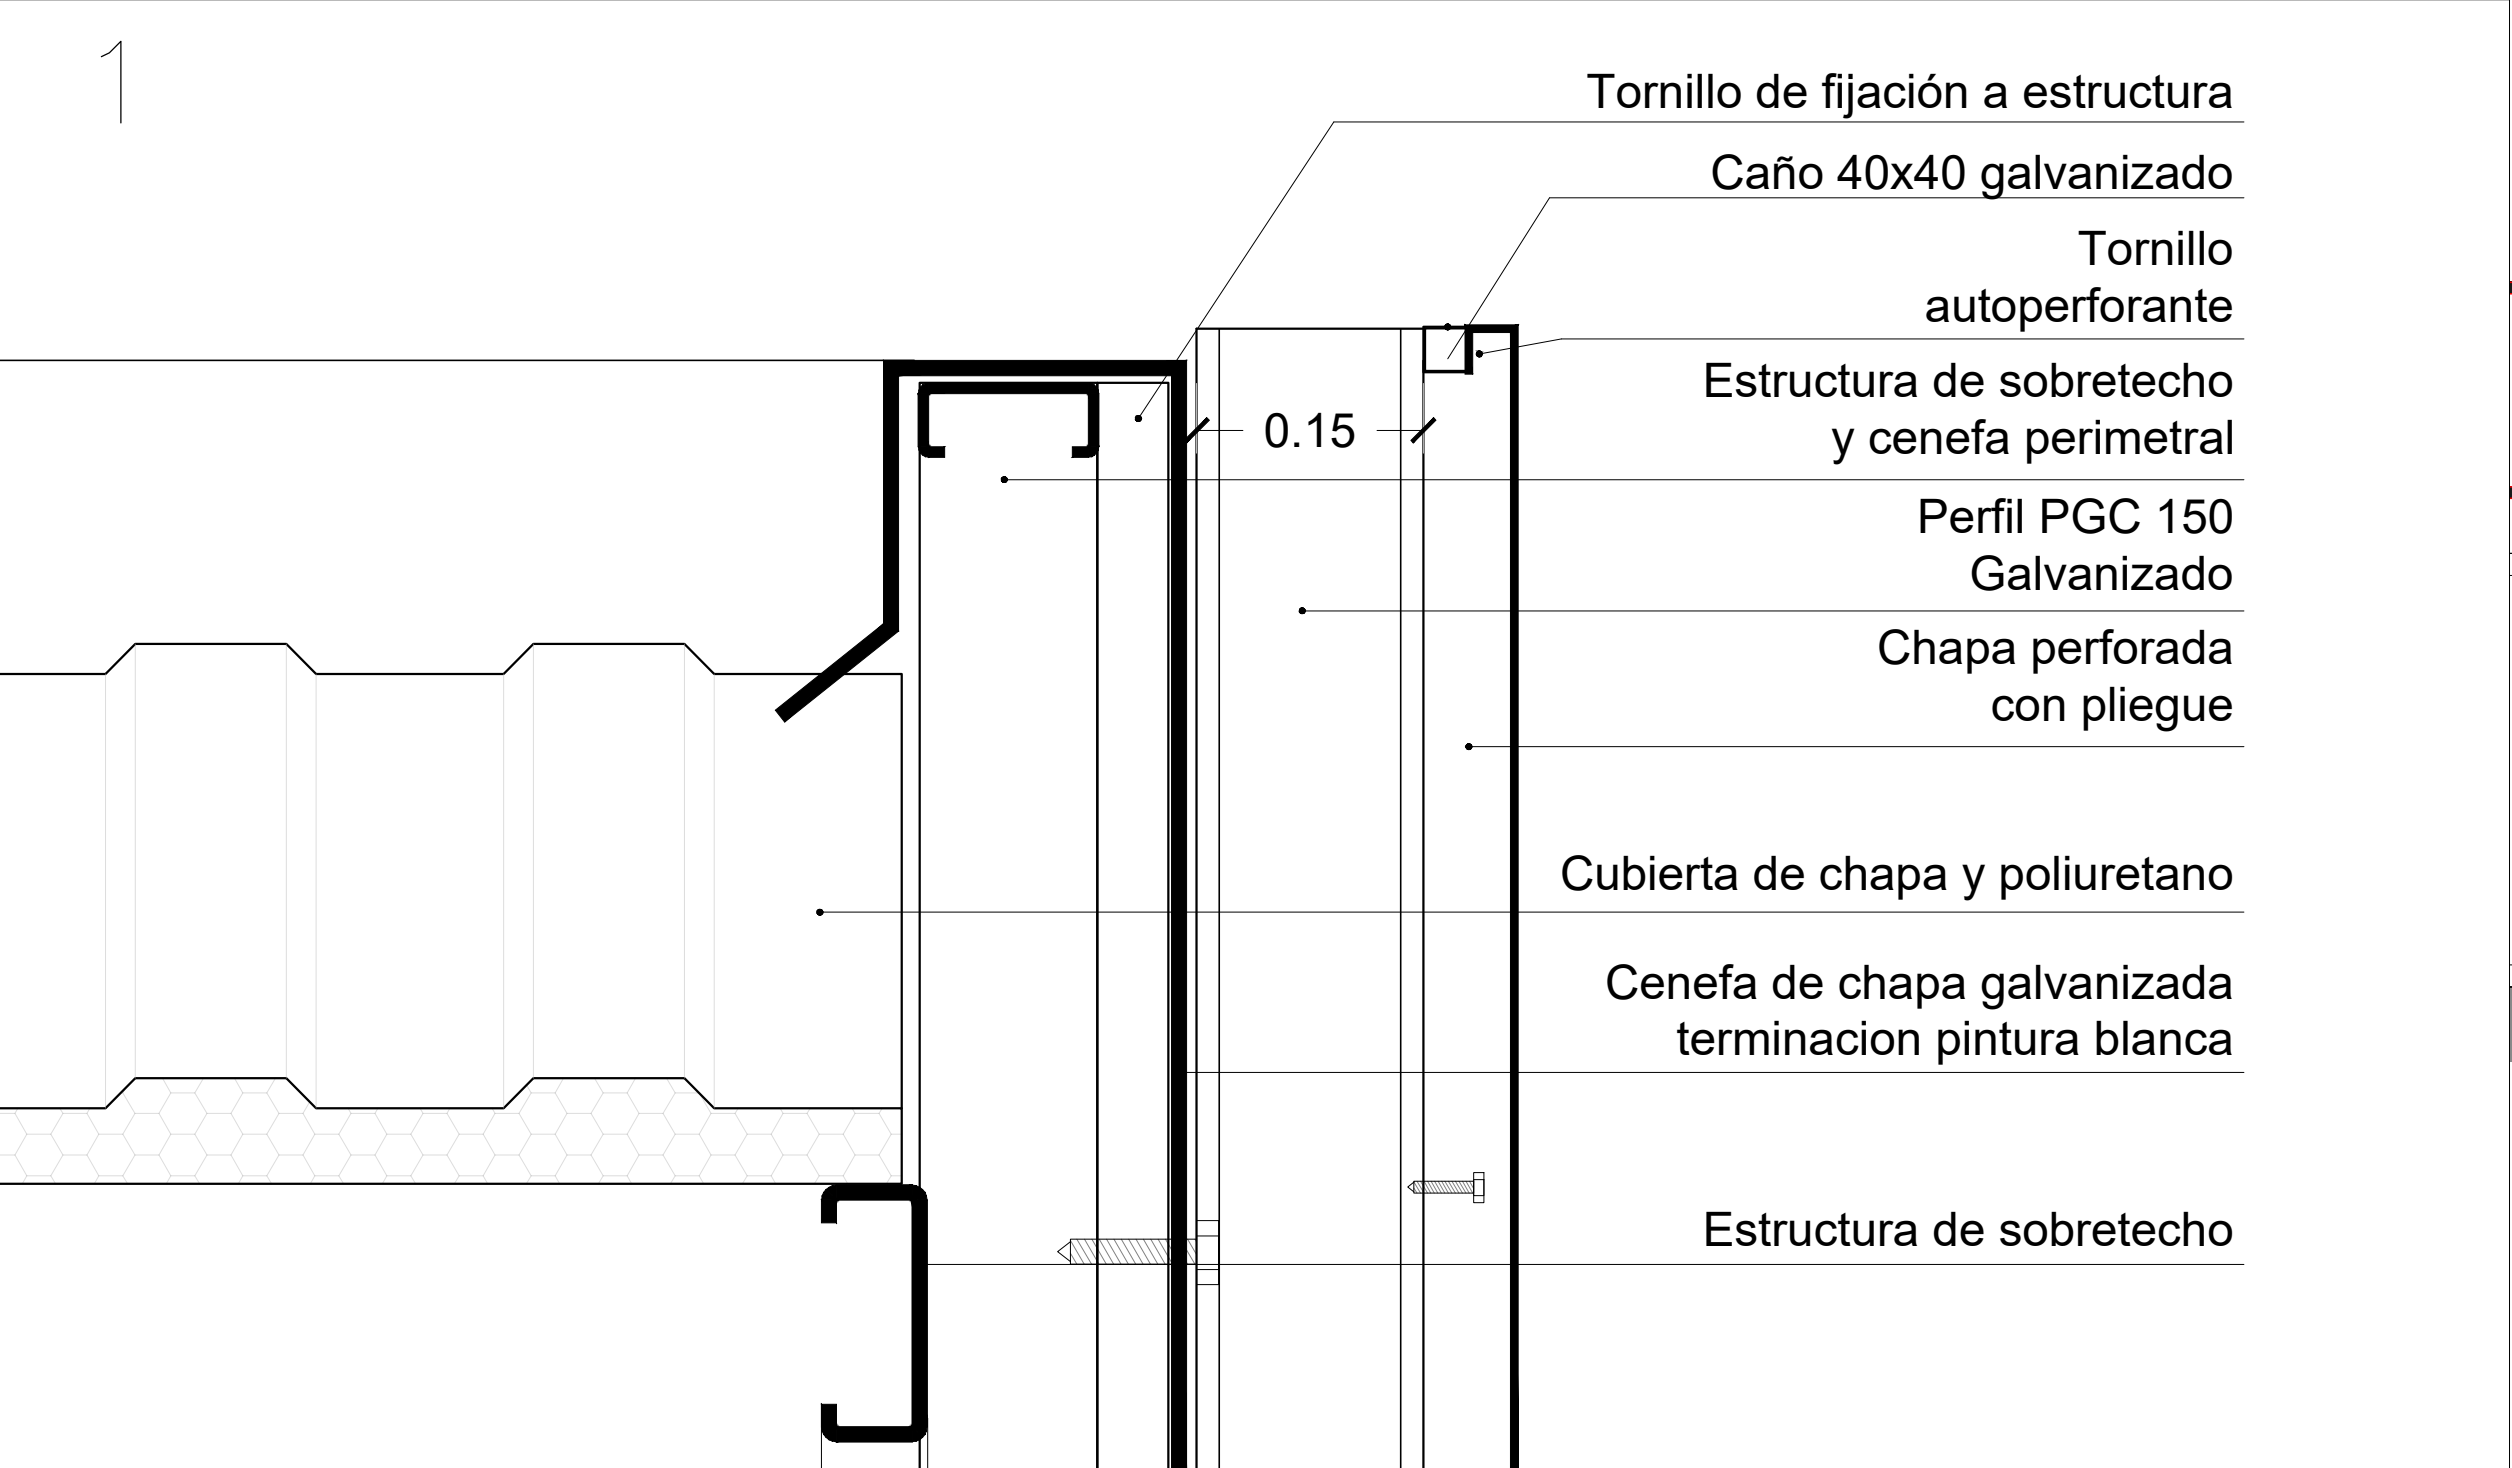 1
Tornillo de fijación a estructura
Caño 40x40 galvanizado
Tornillo
autoperforante
Estructura de sobretecho
y cenefa perimetral
0.15
Perfil PGC 150
Galvanizado
Chapa perforada
con pliegue
Cubierta de chapa y poliuretano
Cenefa de chapa galvanizada
terminacion pintura blanca
Estructura de sobretecho